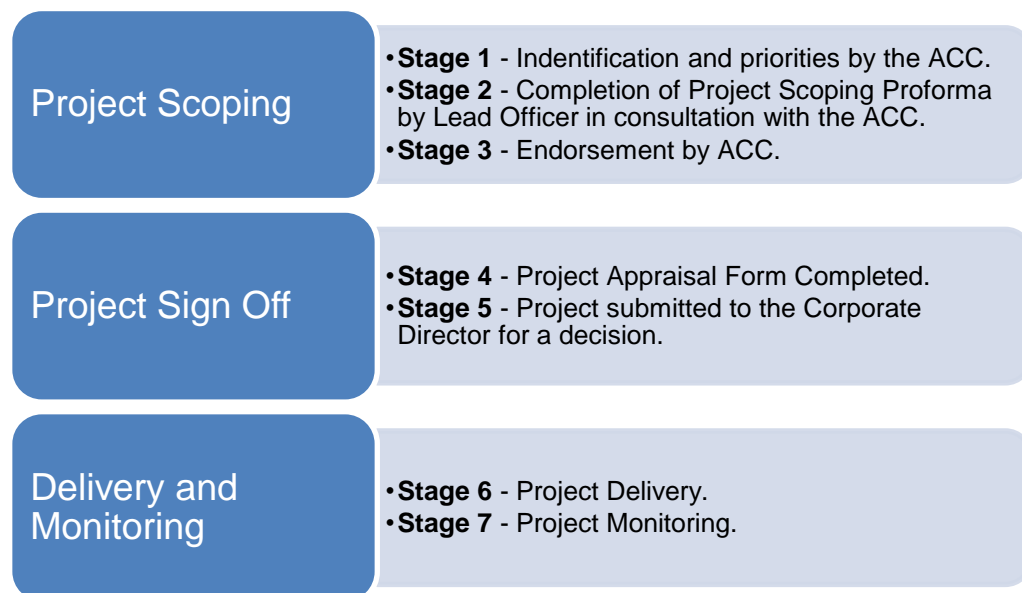 Project Scoping
•Stage 1 - Indentification and priorities by the ACC.
•Stage 2 - Completion of Project Scoping Proforma
by Lead Officer in consultation with the ACC.
•Stage 3 - Endorsement by ACC.
Project Sign Off
•Stage 4 - Project Appraisal Form Completed.
•Stage 5 - Project submitted to the Corporate
Director for a decision.
Delivery and
Monitoring
•Stage 6 - Project Delivery.
•Stage 7 - Project Monitoring.